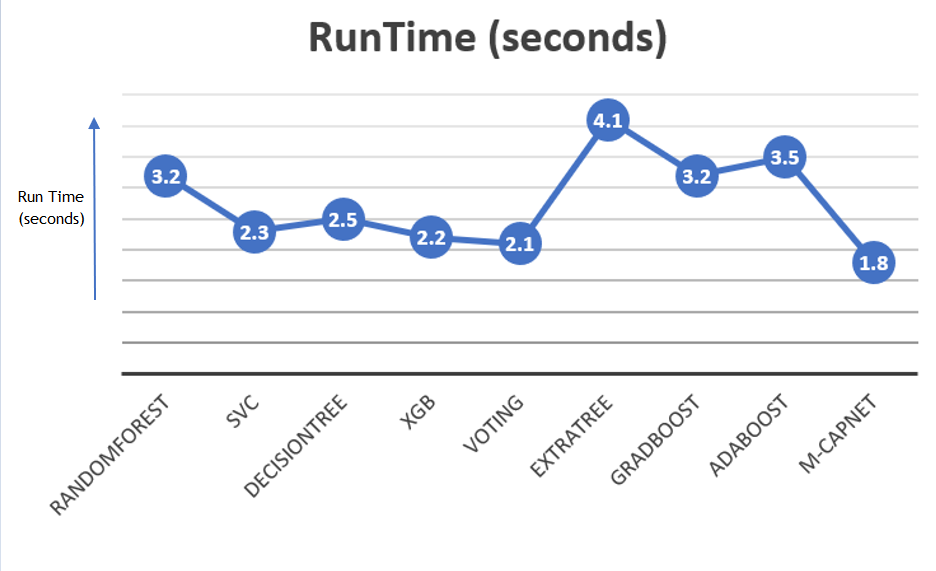 RunTime (seconds)
Run Time
(seconds)
3.2
2.3
2.5
2.2
2.1
4.1
3.2
3.5
1.8
RANDOMFOREST
SVC
DECISIONTREE
XGB
VOTING
EXTRATREE
GRADBOOST
ADABOOST
M-CAPNET